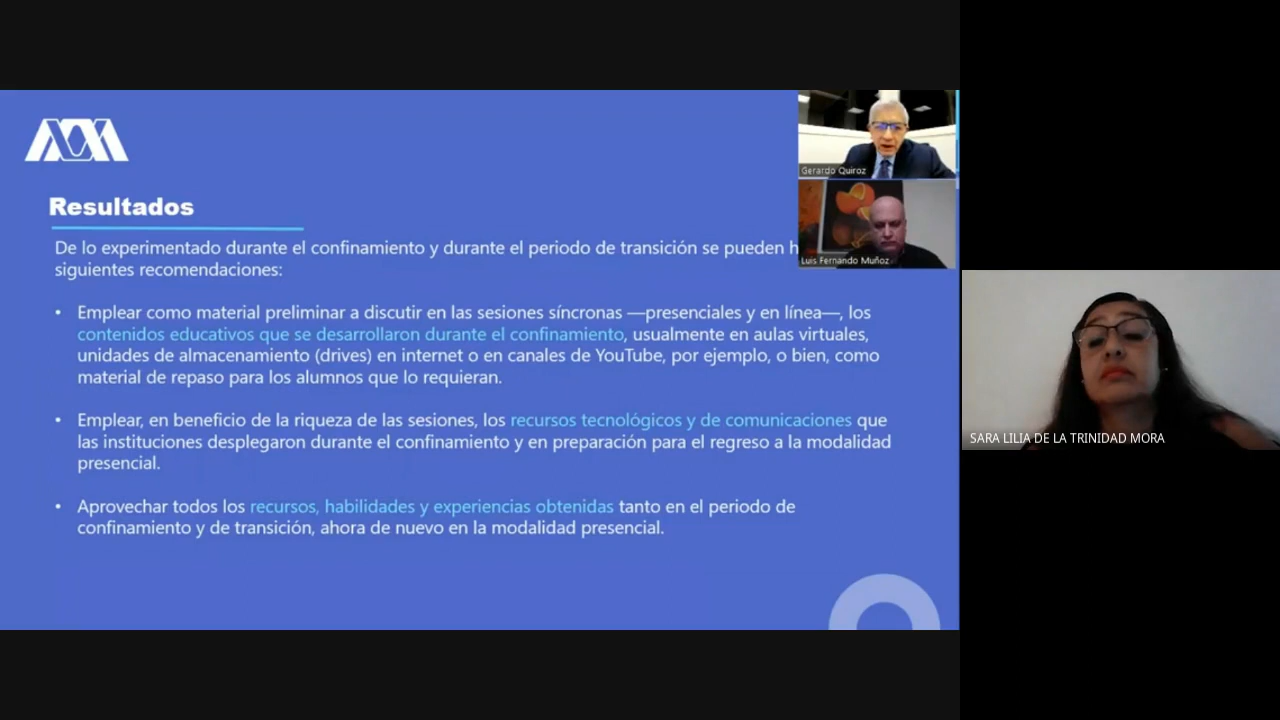 Resultados
De lo experimentado durante el confinamiento y durante el periodo de transición se pueden h
siguientes recomendaciones:
• Emplear como material preliminar a discutir en las sesiones síncronas —presenciales y en línea—, los
contenidos educativos que se desarrollaron durante el confinamiento, usualmente en aulas virtuales,
unidades de almacenamiento (drives) en internet o en canales de YouTube, por ejemplo, o bien, como
material de repaso para los alumnos que lo requieran.
• Emplear, en beneficio de la riqueza de las sesiones, los recursos tecnológicos y de comunicaciones que
las instituciones desplegaron durante el confinamiento y en preparación para el regreso a la modalidad
presencial.
• Aprovechar todos los recursos, habilidades y experiencias obtenidas tanto en el periodo de
confinamiento y de transición, ahora de nuevo en la modalidad presencial.
Gerardo Quiroz
Luis Fernando Muñoz
SARA LILIA DE LA TRINIDAD MORA